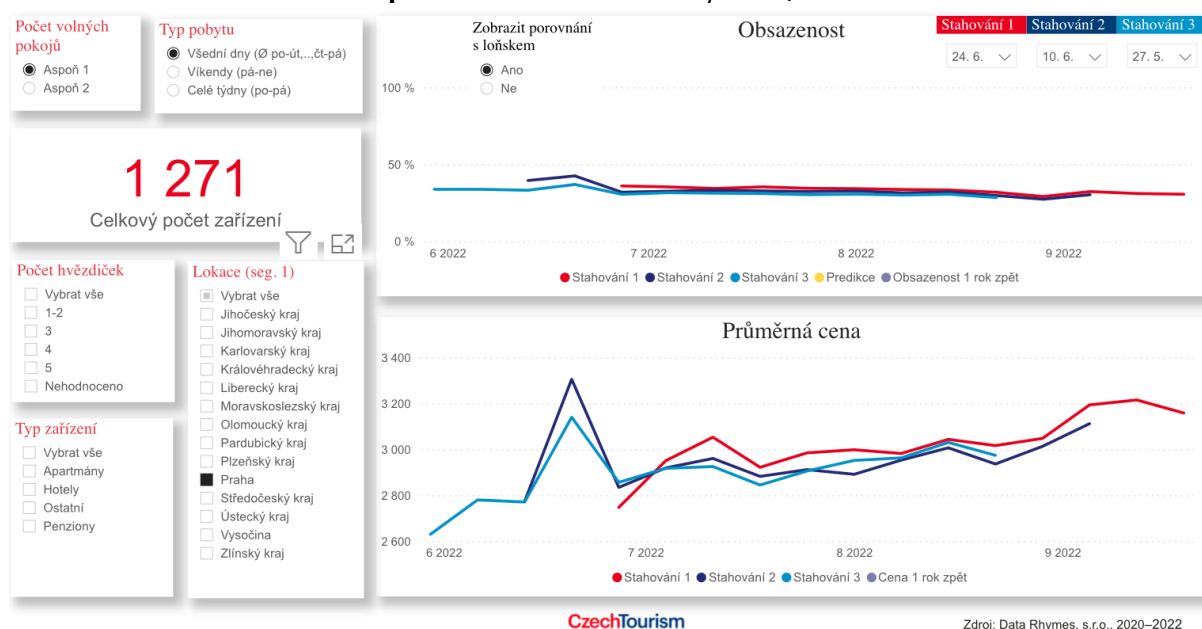 Počet volných
pokojů
Aspoň 1
Aspoň 2
Typ pobytu
Všední dny (Ø po-út,..,čt-pá)
Víkendy (pá-ne)
Celé týdny (po-pá)
1 271
Celkový počet zařízení
Počet hvězdiček
Vybrat vše
1-2
3
4
5
Nehodnoceno
Typ zařízení
Vybrat vše
Apartmány
Hotely
Ostatní
Penziony
Lokace (seg. 1)
Vybrat vše
Jihočeský kraj
Jihomoravský kraj
Karlovarský kraj
Královéhradecký kraj
Liberecký kraj
Moravskoslezský kraj
Olomoucký kraj
Pardubický kraj
Plzeňský kraj
Praha
Středočeský kraj
Ústecký kraj
Vysočina
Zlínský kraj
Zobrazit porovnání
s loňskem
Ano
Ne
Obsazenost
Stahování 1 Stahování 2 Stahování 3
24. 6. 10. 6. 27. 5.
100 %
50 %
0 %
6 2022 7 2022 8 2022 9 2022
Stahování 1 Stahování 2 Stahování 3 Predikce Obsazenost 1 rok zpět
Průměrná cena
3 400
3 200
3 000
2 800
2 600
6 2022 7 2022 8 2022 9 2022
Stahování 1 Stahování 2 Stahování 3 Cena 1 rok zpět
CzechTourism
Zdroj: Data Rhymes, s.r.o., 2020–2022